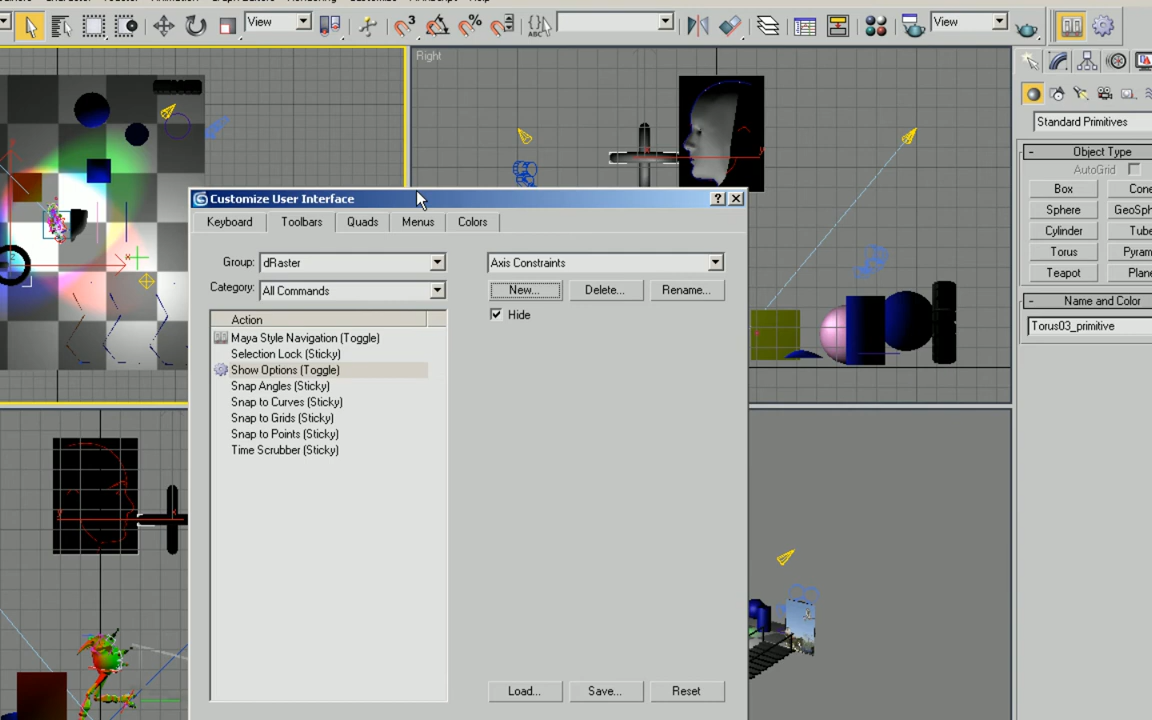 View
View
ABC
3
%
Right
Standard Primitives
- Object Type
AutoGrid
Box Cone
Sphere GeoSph
Cylinder Tube
Torus Pyram
Teapot Plane
- Name and Color
Torus03_primitive
Customize User Interface
Keyboard Toolbars Quads Menus Colors
Group: dRaster Axis Constraints
Category: All Commands New... Delete... Rename...
Hide
Action
Maya Style Navigation (Toggle)
Selection Lock (Sticky)
Show Options (Toggle)
Snap Angles (Sticky)
Snap to Curves (Sticky)
Snap to Grids (Sticky)
Snap to Points (Sticky)
Time Scrubber (Sticky)
Load... Save... Reset